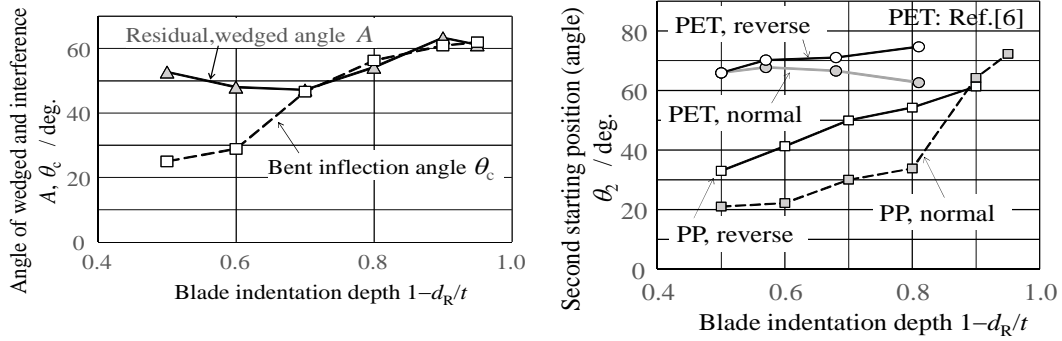 Angle of wedged and interference
A, θc / deg.
60
40
20
0
Residual,wedged angle A
Bent inflection angle θc
0.4 0.6 0.8 1.0
Blade indentation depth 1−dR/t
Second starting position (angle)
θ2 / deg.
80
60
40
20
0
PET, reverse
PET: Ref.[6]
PET, normal
PP, reverse
PP, normal
0.4 0.6 0.8 1.0
Blade indentation depth 1−dR/t